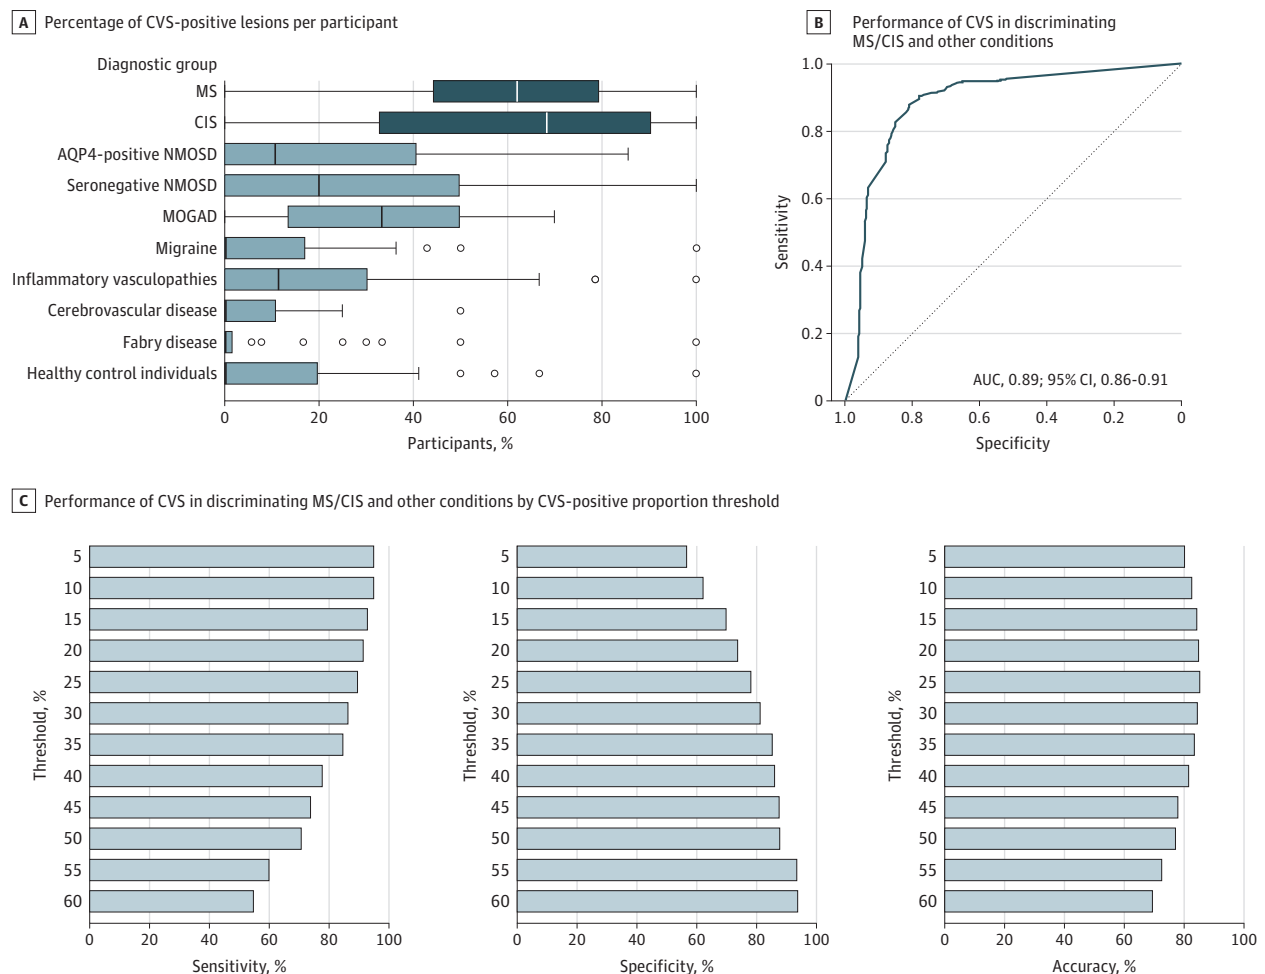 A Percentage of CVS-positive lesions per participant
Diagnostic group
MS
CIS
AQP4-positive NMOSD
Seronegative NMOSD
MOGAD
Migraine
Inflammatory vasculopathies
Cerebrovascular disease
Fabry disease
Healthy control individuals
0 20 40 60 80 100
Participants, %
B Performance of CVS in discriminating
MS/CIS and other conditions
1.0
0.8
0.6
0.4
0.2
0
Sensitivity
AUC, 0.89; 95% CI, 0.86-0.91
1.0 0.8 0.6 0.4 0.2 0
Specificity
C Performance of CVS in discriminating MS/CIS and other conditions by CVS-positive proportion threshold
Threshold, %
5
10
15
20
25
30
35
40
45
50
55
60
0 20 40 60 80 100
Sensitivity, %
Threshold, %
5
10
15
20
25
30
35
40
45
50
55
60
0 20 40 60 80 100
Specificity, %
Threshold, %
5
10
15
20
25
30
35
40
45
50
55
60
0 20 40 60 80 100
Accuracy, %